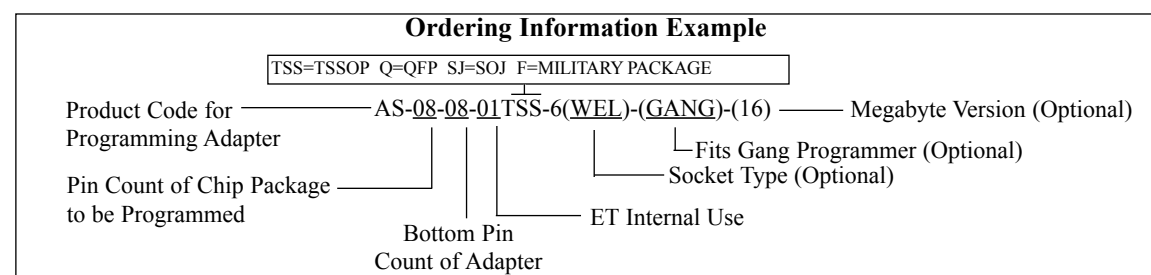 Ordering Information Example
TSS=TSSOP Q=QFP SJ=SOJ F=MILITARY PACKAGE
Product Code for
Programming Adapter
AS-08-08-01TSS-6(WEL)-(GANG)-(16)
Megabyte Version (Optional)
Fits Gang Programmer (Optional)
Socket Type (Optional)
Pin Count of Chip Package
to be Programmed
ET Internal Use
Bottom Pin
Count of Adapter